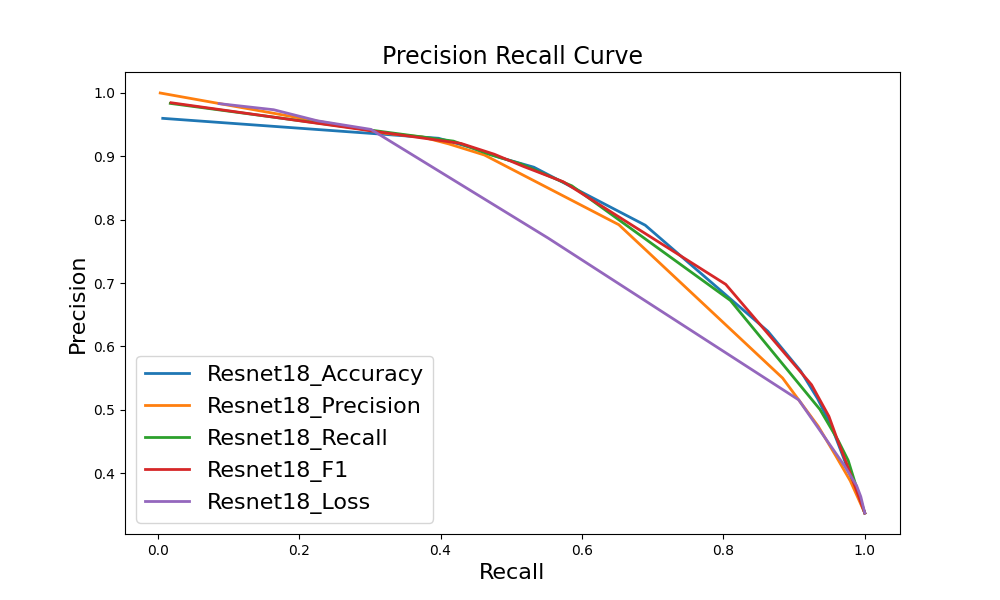 Precision Recall Curve
1.0
0.9
0.8
0.7
0.6
0.5
0.4
Precision
Resnet18_Accuracy
Resnet18_Precision
Resnet18_Recall
Resnet18_F1
Resnet18_Loss
0.0 0.2 0.4 0.6 0.8 1.0
Recall